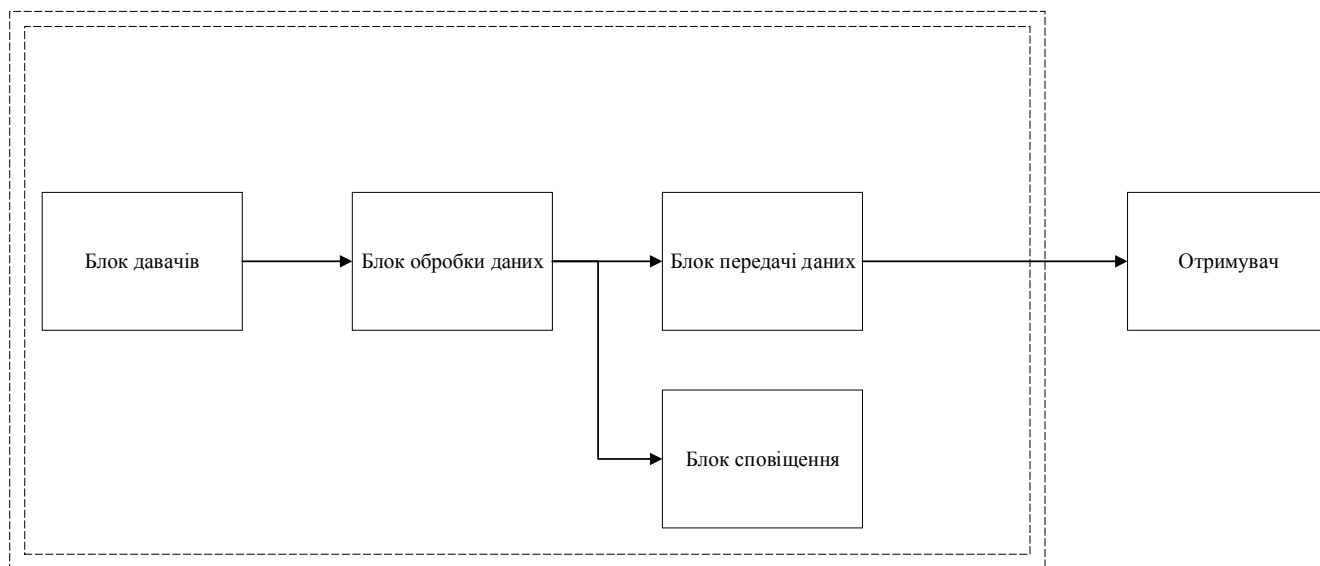 Блок давачів
Блок обробки даних
Блок передачі даних
Отримувач
Блок сповіщення